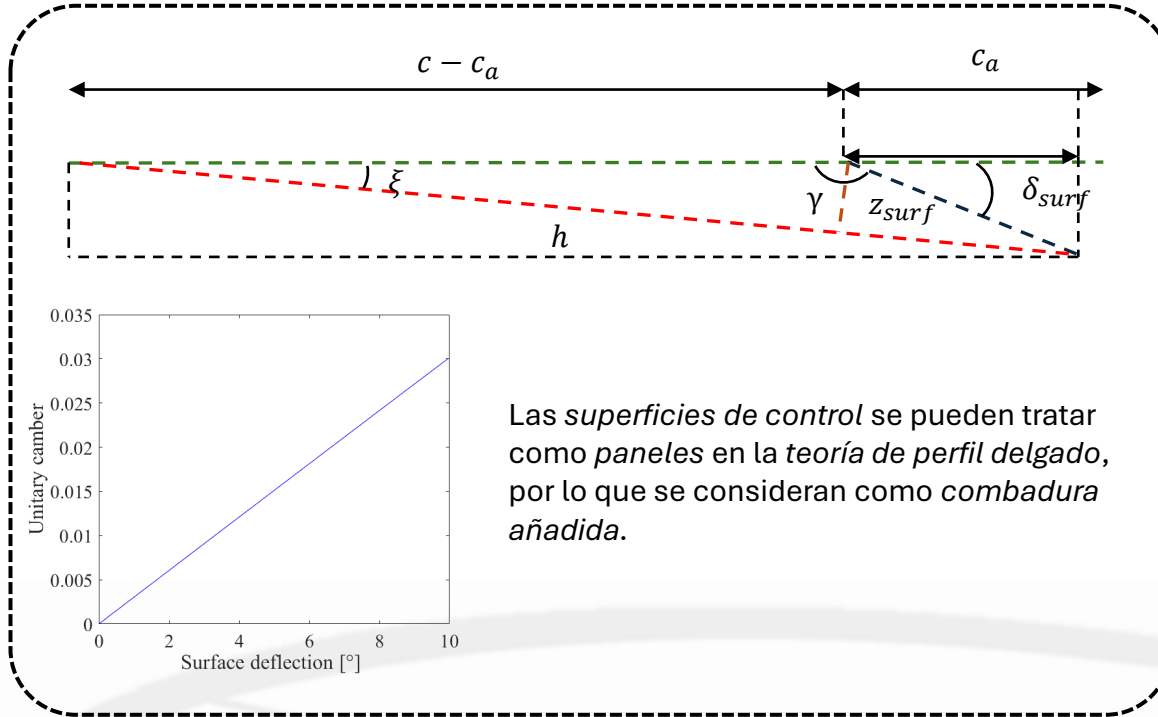 c − c_a
c_a
ξ
γ
z_surf
δ_surf
h
0.035
0.03
0.025
0.02
0.015
0.01
0.005
0
0 2 4 6 8 10
Unitary camber
Surface deflection [°]
Las superficies de control se pueden tratar
como paneles en la teoría de perfil delgado,
por lo que se consideran como combadura
añadida.